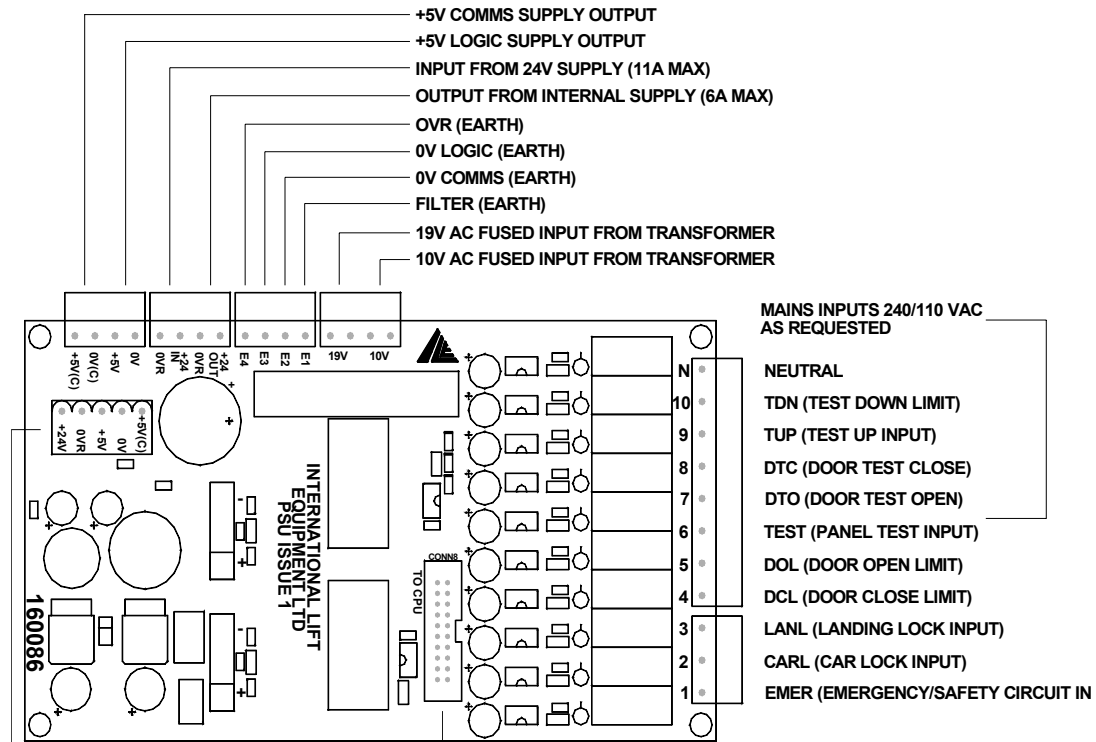 +5V COMMS SUPPLY OUTPUT
+5V LOGIC SUPPLY OUTPUT
INPUT FROM 24V SUPPLY (11A MAX)
OUTPUT FROM INTERNAL SUPPLY (6A MAX)
OVR (EARTH)
0V LOGIC (EARTH)
0V COMMS (EARTH)
FILTER (EARTH)
19V AC FUSED INPUT FROM TRANSFORMER
10V AC FUSED INPUT FROM TRANSFORMER
MAINS INPUTS 240/110 VAC
AS REQUESTED
+5V(C) 0V(C) +5V 0V
0VR +24 IN 0VR +24 OUT
E4 E3 E2 E1
19V 10V
+24V 0VR +5V 0V +5V(C)
N NEUTRAL
10 TDN (TEST DOWN LIMIT)
9 TUP (TEST UP INPUT)
8 DTC (DOOR TEST CLOSE)
7 DTO (DOOR TEST OPEN)
6 TEST (PANEL TEST INPUT)
5 DOL (DOOR OPEN LIMIT)
4 DCL (DOOR CLOSE LIMIT)
3 LANL (LANDING LOCK INPUT)
2 CARL (CAR LOCK INPUT)
1 EMER (EMERGENCY/SAFETY CIRCUIT IN
INTERNATIONAL LIFT
EQUIPMENT LTD
PSU ISSUE 1
CONN8
TO CPU
160086